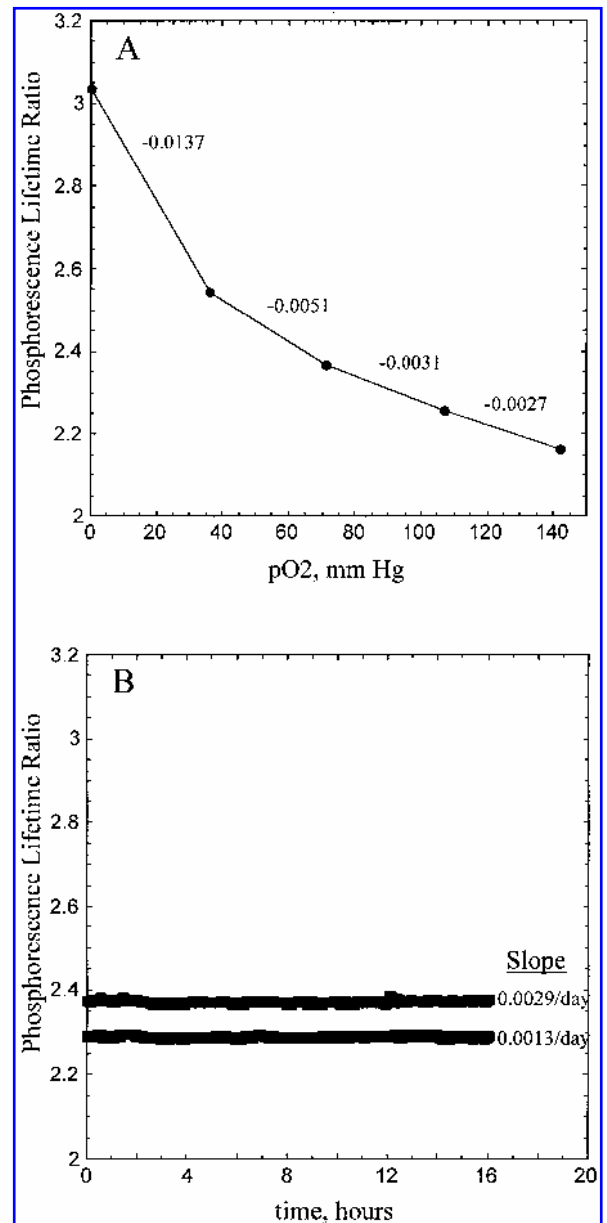 3.2
A
3
-0.0137
2.8
2.6
-0.0051
2.4
-0.0031
-0.0027
2.2
2
0 20 40 60 80 100 120 140
Phosphorescence Lifetime Ratio
pO2, mm Hg
3.2
B
3
2.8
2.6
Slope
2.4
0.0029/day
0.0013/day
2.2
2
0 4 8 12 16 20
Phosphorescence Lifetime Ratio
time, hours